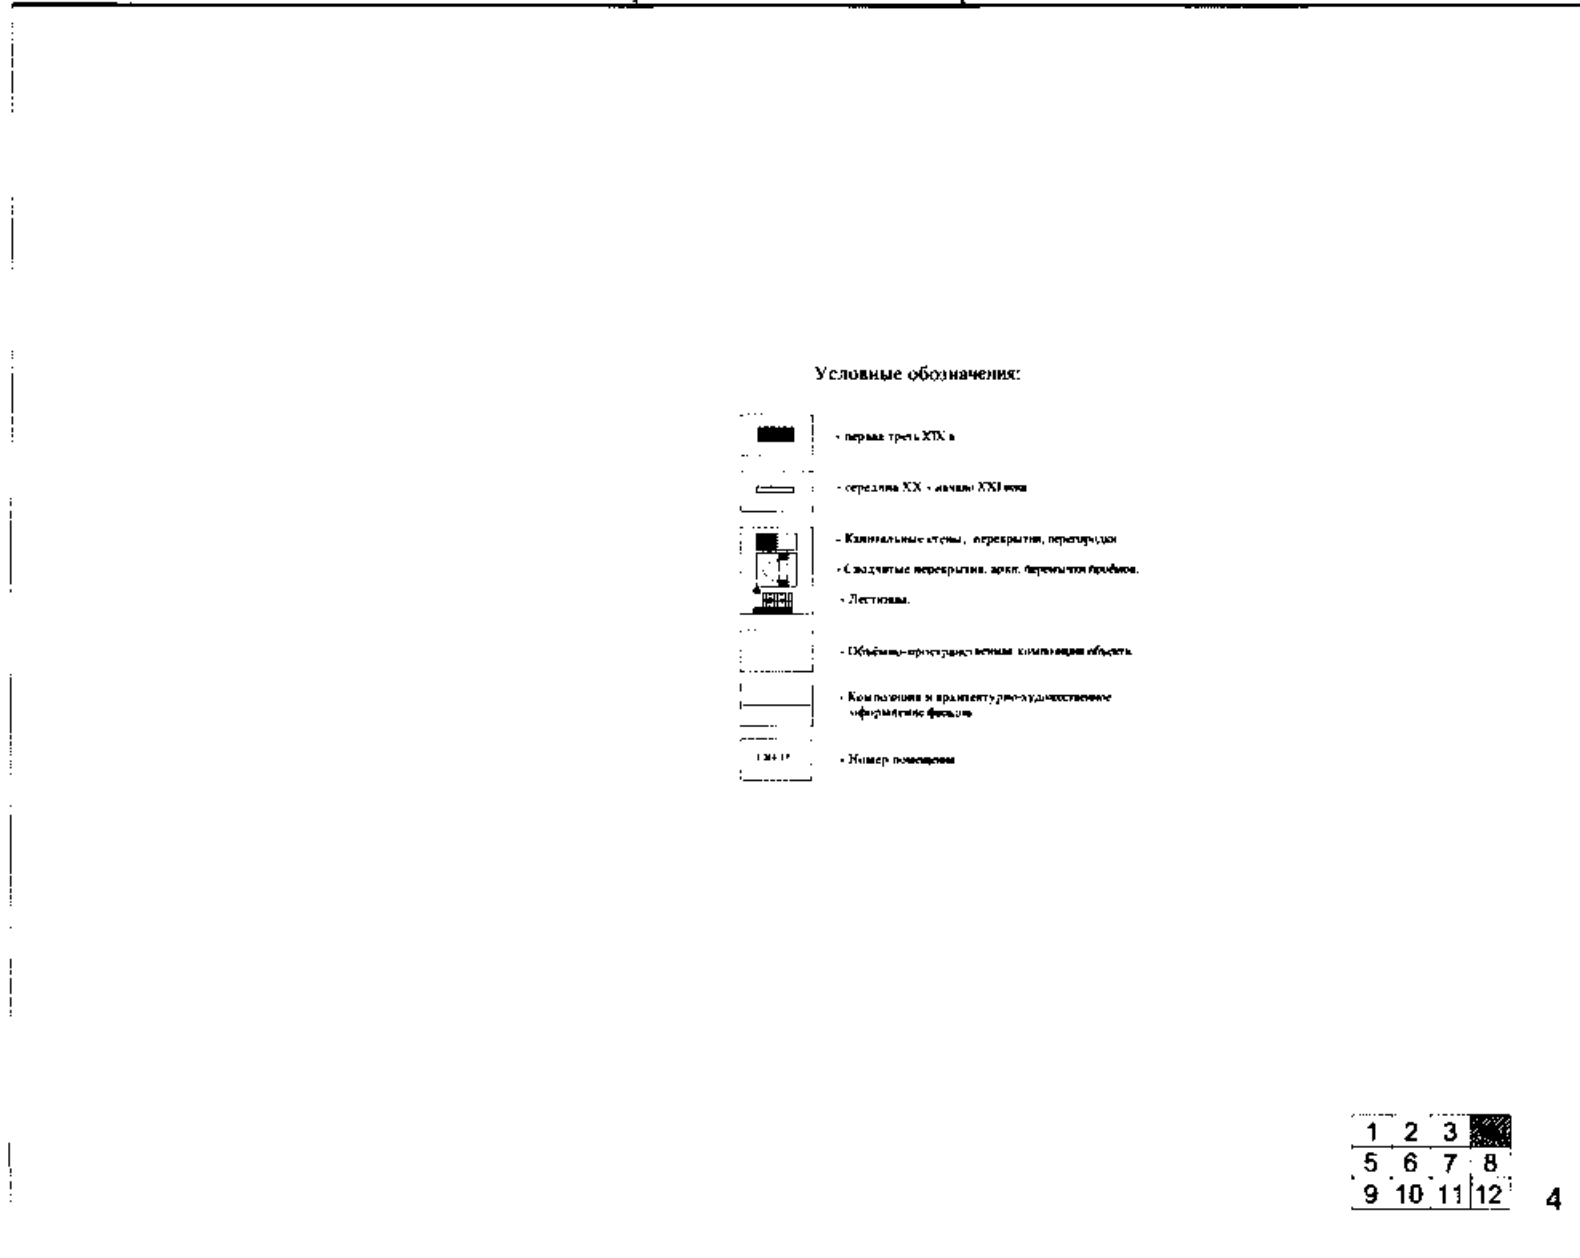 Условные обозначения:
- первая треть XIX в
- середина XX - начало XXI века
- Капитальные стены, перекрытия, перегородки
- Сводчатые перекрытия, арки, перемычки проёмов.
- Лестницы.
- Объёмно-пространственная композиция объекта
- Композиция и архитектурно-художественное
оформление фасадов
- Номер помещения
1 2 3
5 6 7 8
9 10 11 12
4